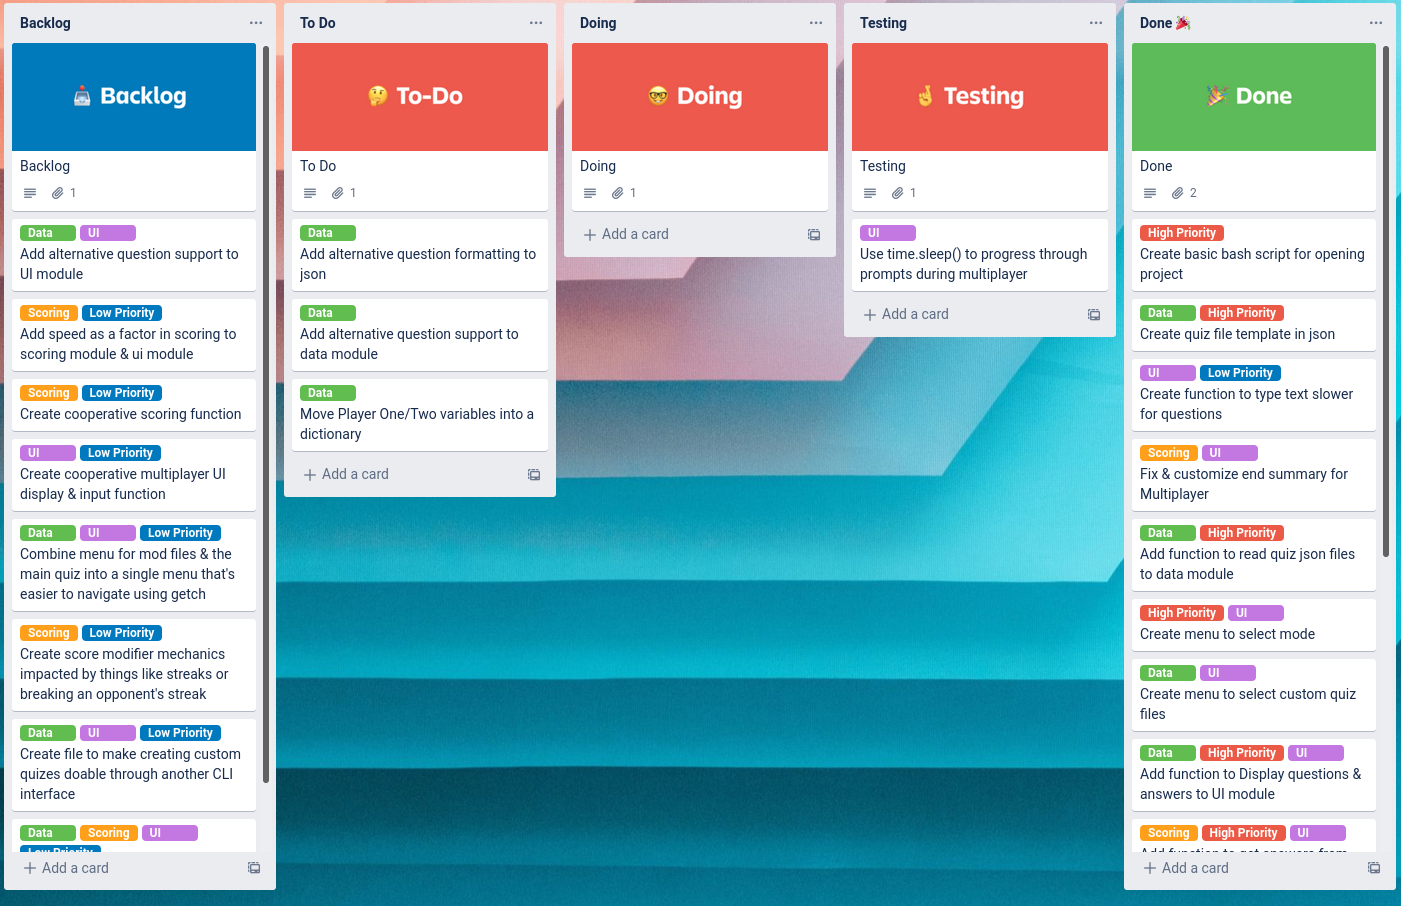 Backlog
Backlog
Backlog
1
Data UI
Add alternative question support to
UI module
Scoring Low Priority
Add speed as a factor in scoring to
scoring module & ui module
Scoring Low Priority
Create cooperative scoring function
UI Low Priority
Create cooperative multiplayer UI
display & input function
Data UI Low Priority
Combine menu for mod files & the
main quiz into a single menu that's
easier to navigate using getch
Scoring Low Priority
Create score modifier mechanics
impacted by things like streaks or
breaking an opponent's streak
Data UI Low Priority
Create file to make creating custom
quizes doable through another CLI
interface
Data Scoring UI
Low Priority
+ Add a card
To Do
To-Do
To Do
1
Data
Add alternative question formatting to
json
Data
Add alternative question support to
data module
Data
Move Player One/Two variables into a
dictionary
+ Add a card
Doing
Doing
Doing
1
+ Add a card
Testing
Testing
Testing
1
UI
Use time.sleep() to progress through
prompts during multiplayer
+ Add a card
Done 🎉
Done
Done
2
High Priority
Create basic bash script for opening
project
Data High Priority
Create quiz file template in json
UI Low Priority
Create function to type text slower
for questions
Scoring UI
Fix & customize end summary for
Multiplayer
Data High Priority
Add function to read quiz json files
to data module
High Priority UI
Create menu to select mode
Data UI
Create menu to select custom quiz
files
Data High Priority UI
Add function to Display questions &
answers to UI module
Scoring High Priority UI
Add function to get answers from
+ Add a card